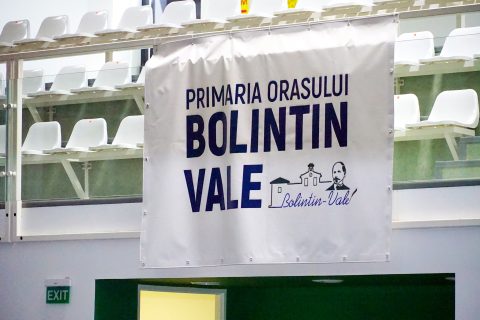 PRIMARIA ORASULUI
BOLINTIN
VALE
Bolintin-Vale!
EXIT